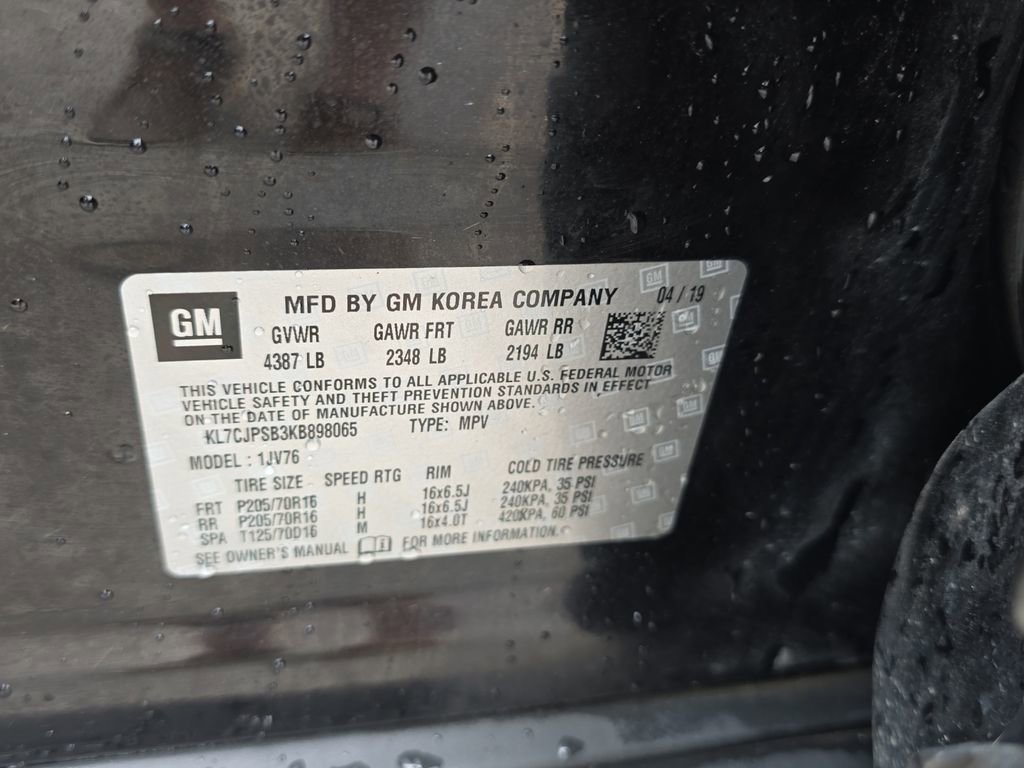 GM
MFD BY GM KOREA COMPANY 04 / 19
GVWR GAWR FRT GAWR RR
4387 LB 2348 LB 2194 LB
THIS VEHICLE CONFORMS TO ALL APPLICABLE U.S. FEDERAL MOTOR
VEHICLE SAFETY AND THEFT PREVENTION STANDARDS IN EFFECT
ON THE DATE OF MANUFACTURE SHOWN ABOVE.
KL7CJPSB3KB898065 TYPE: MPV
MODEL : 1JV76
TIRE SIZE SPEED RTG RIM COLD TIRE PRESSURE
FRT P205/70R16 H 16x6.5J 240KPA, 35 PSI
RR P205/70R16 H 16x6.5J 240KPA, 35 PSI
SPA T125/70D16 M 16x4.0T 420KPA, 60 PSI
SEE OWNER'S MANUAL FOR MORE INFORMATION.